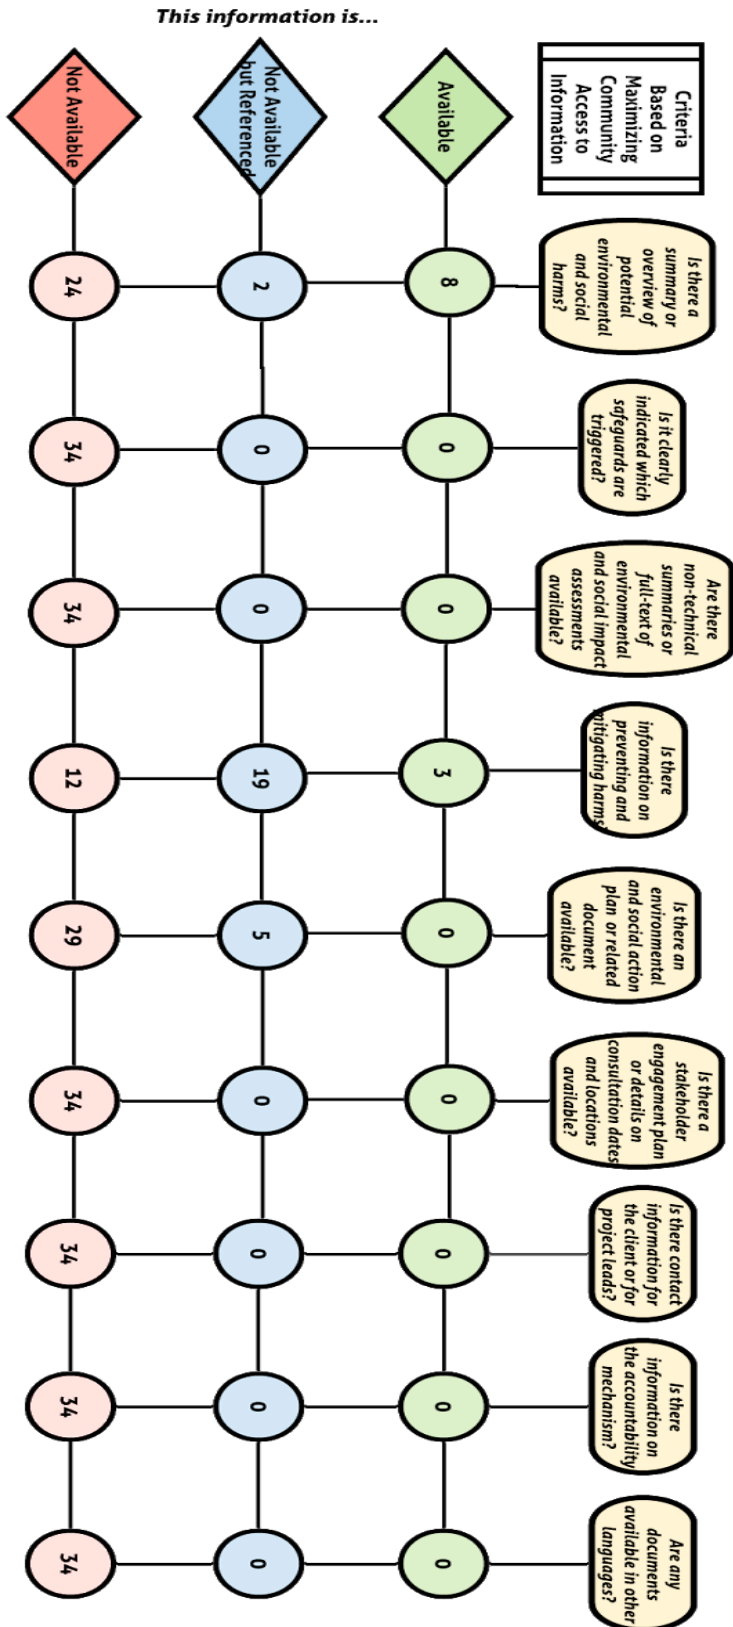 This information is...
Criteria
Based on
Maximizing
Community
Access to
Information
Available
Not Available
but Referenced
Not Available
Is there a
summary or
overview of
potential
environmental
and social
harms?
8
2
24
Is it clearly
indicated which
safeguards are
triggered?
0
0
34
Are there
non-technical
summaries or
full-text of
environmental
and social impact
assessments
available?
0
0
34
Is there
information on
preventing and
mitigating harms?
3
19
12
Is there an
environmental
and social action
plan or related
document
available?
0
5
29
Is there a
stakeholder
engagement plan
or details on
consultation dates
and locations
available?
0
0
34
Is there contact
information for
the client or for
project leads?
0
0
34
Is there
information on
the accountability
mechanism?
0
0
34
Are any
documents
available in other
languages?
0
0
34